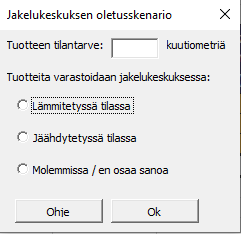 Jakelukeskuksen oletusskenario
Tuotteen tilantarve: kuutiometriä
Tuotteita varastoidaan jakelukeskuksessa:
Lämmitetyssä tilassa
Jäähdytetyssä tilassa
Molemmissa / en osaa sanoa
Ohje Ok